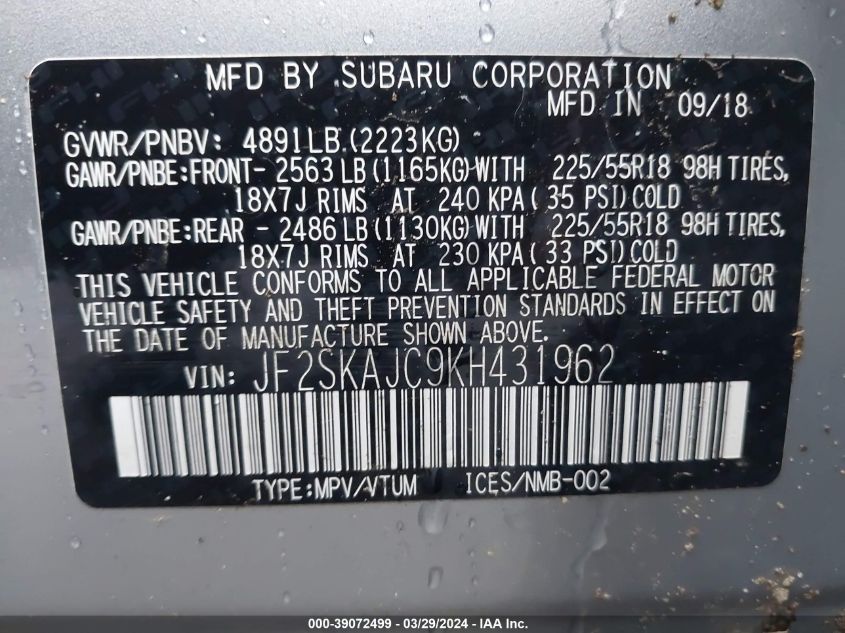 MFD BY SUBARU CORPORATION
MFD IN 09/18
GVWR/PNBV: 4891LB (2223KG)
GAWR/PNBE:FRONT- 2563 LB (1165KG) WITH 225/55R18 98H TIRES,
18X7J RIMS AT 240 KPA( 35 PSI) COLD
GAWR/PNBE:REAR - 2486 LB (1130KG) WITH 225/55R18 98H TIRES,
18X7J RIMS AT 230 KPA( 33 PSI) COLD
THIS VEHICLE CONFORMS TO ALL APPLICABLE FEDERAL MOTOR
VEHICLE SAFETY AND THEFT PREVENTION STANDARDS IN EFFECT ON
THE DATE OF MANUFACTURE SHOWN ABOVE.
VIN: JF2SKAJC9KH431962
TYPE:MPV/VTUM ICES/NMB-002
000-39072499 - 03/29/2024 - IAA Inc.